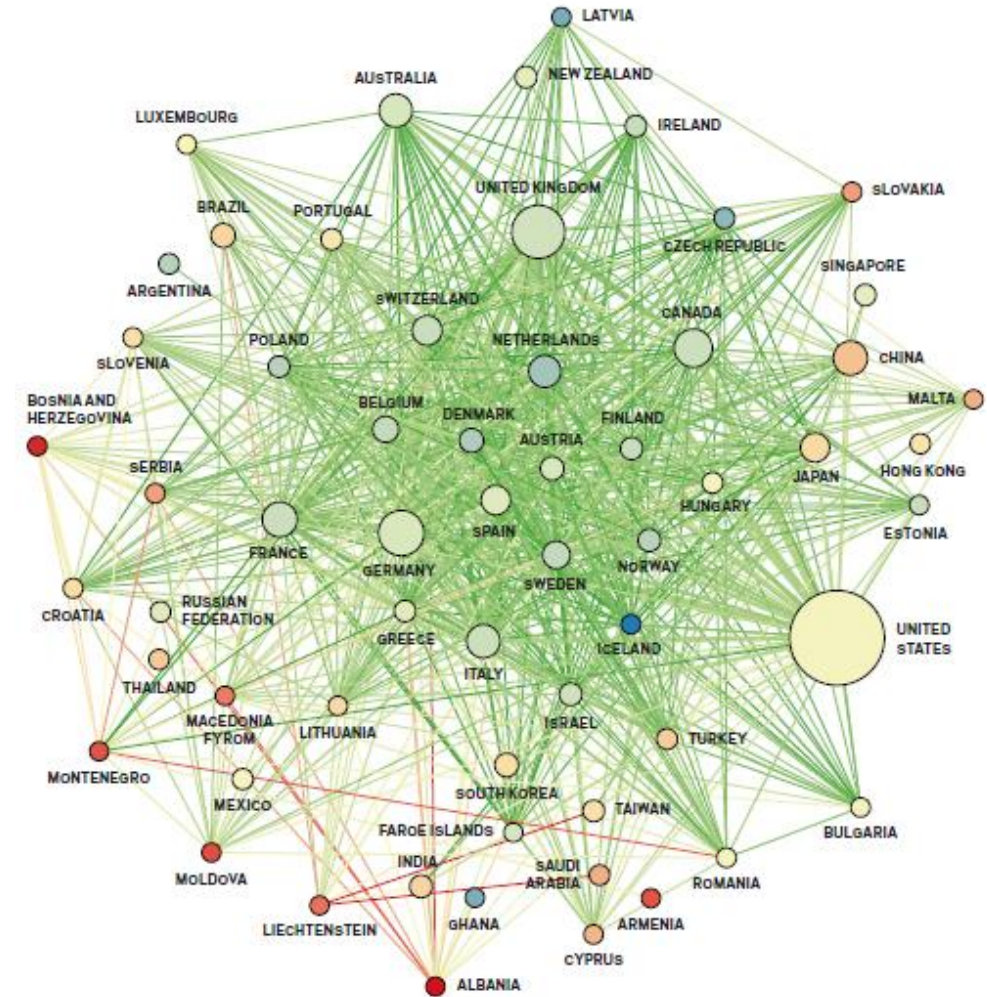 LATVIA
NEW ZEALAND
AUSTRALIA
LUXEMBOURG
IRELAND
UNITED KINGDOM
SLOVAKIA
BRAZIL
PORTUGAL
CZECH REPUBLIC
SINGAPORE
ARGENTINA
SWITZERLAND
CANADA
POLAND
NETHERLANDS
SLOVENIA
CHINA
BOSNIA AND
HERZEGOVINA
BELGIUM
DENMARK
FINLAND
MALTA
AUSTRIA
SERBIA
JAPAN
HONG KONG
HUNGARY
SPAIN
ESTONIA
FRANCE
GERMANY
NORWAY
SWEDEN
CROATIA
RUSSIAN
FEDERATION
GREECE
ICELAND
UNITED
STATES
ITALY
THAILAND
ISRAEL
MACEDONIA
FYROM
LITHUANIA
TURKEY
MONTENEGRO
SOUTH KOREA
MEXICO
TAIWAN
FAROE ISLANDS
BULGARIA
INDIA
SAUDI
ARABIA
ROMANIA
MOLDOVA
LIECHTENSTEIN
GHANA
ARMENIA
CYPRUS
ALBANIA